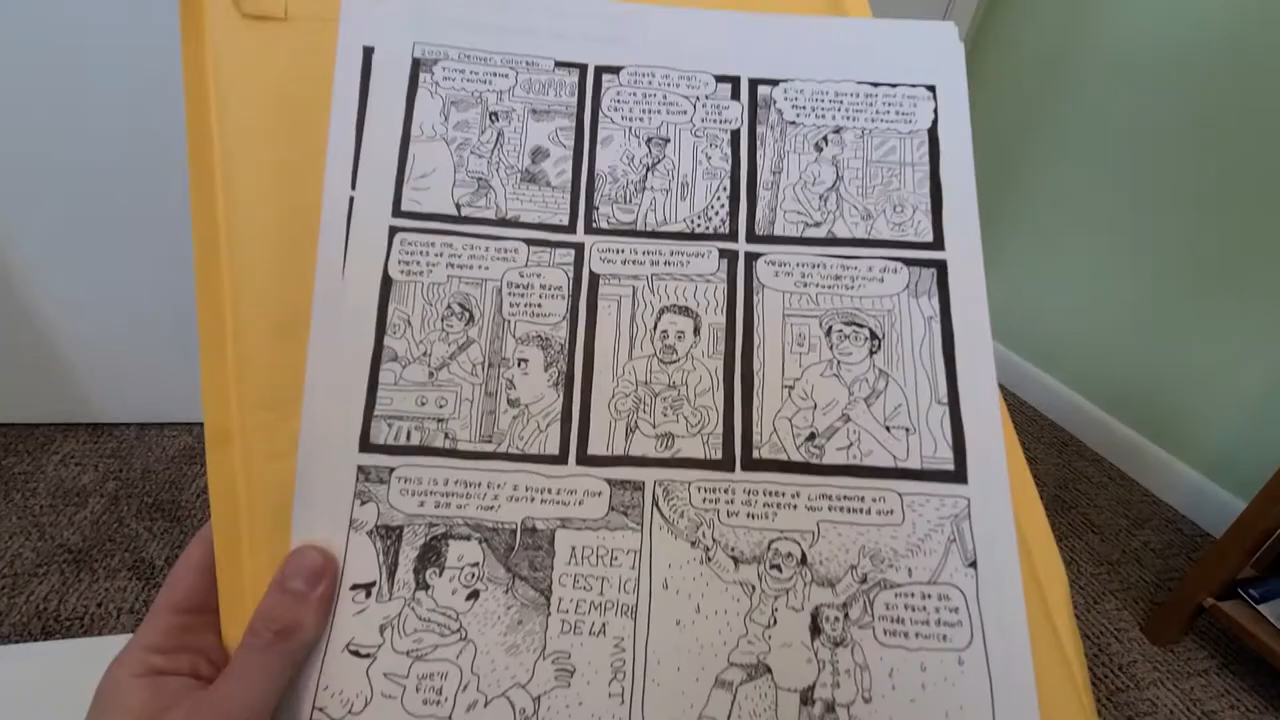 2005. Denver, Colorado...
Time to make
my rounds.
COFFE
What's up, man,
can I help you?
I've got a
new mini-comic.
Can I leave some
here?
A new
one
already?
I've just gotta get my comics
out into the world! This is
the ground floor, but soon
I'll be a real cartoonist!
Excuse me, can I leave
copies of my mini comic
here for people to
take?
Sure.
Bands leave
their fliers
by the
window...
What is this, anyway?
You drew all this?
Yeah, that's right, I did!
I'm an "underground
cartoonist!"
This is a tight fit! I hope I'm not
claustrophobic! I don't know if
I am or not!
We'll
find
out!
ARRET
C'EST ICI
L'EMPIRE
DE LA
MORT
There's 40 feet of limestone on
top of us! Aren't you freaked out
by this?
Not at all.
In fact, I've
made love down
here twice.